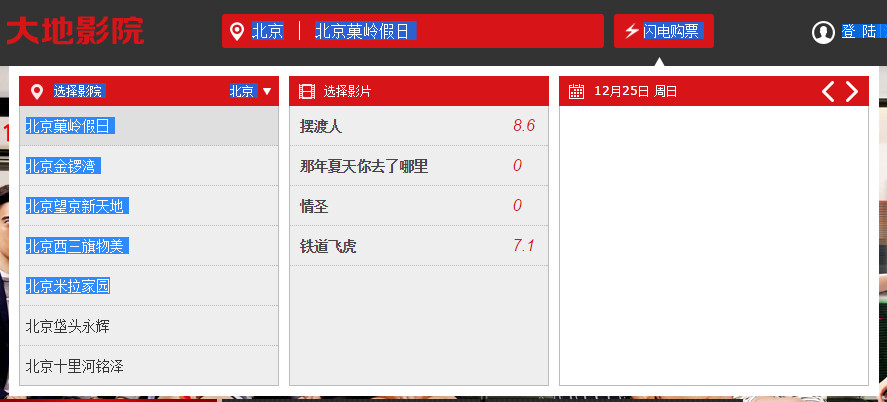 大地影院
北京 北京菓岭假日 闪电购票 登 陆
选择影院 北京
北京菓岭假日
北京金锣湾
北京望京新天地
北京西三旗物美
北京米拉家园
北京垡头永辉
北京十里河铭泽
选择影片
摆渡人 8.6
那年夏天你去了哪里 0
情圣 0
铁道飞虎 7.1
12月25日 周日